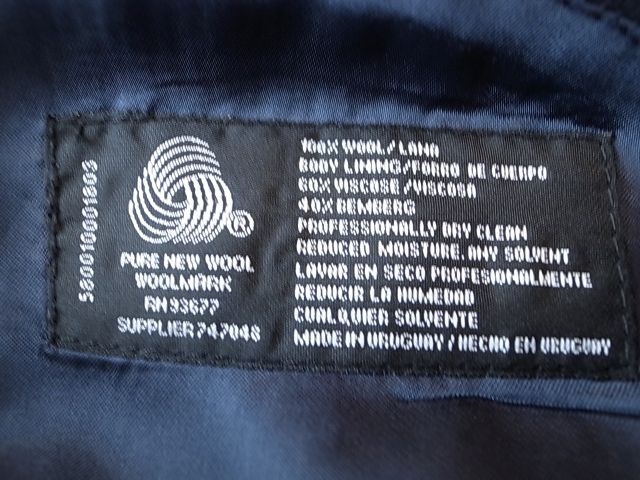 580010001803
®
PURE NEW WOOL
WOOLMARK
RN 93677
SUPPLIER 747048
100% WOOL/LANA
BODY LINING/FORRO DE CUERPO
60% VISCOSE/VISCOSA
40% BEMBERG
PROFESSIONALLY DRY CLEAN
REDUCED MOISTURE. ANY SOLVENT
LAVAR EN SECO PROFESIONALMENTE
REDUCIR LA HUMEDAD
CUALQUIER SOLVENTE
MADE IN URUGUAY/HECHO EN URUGUAY